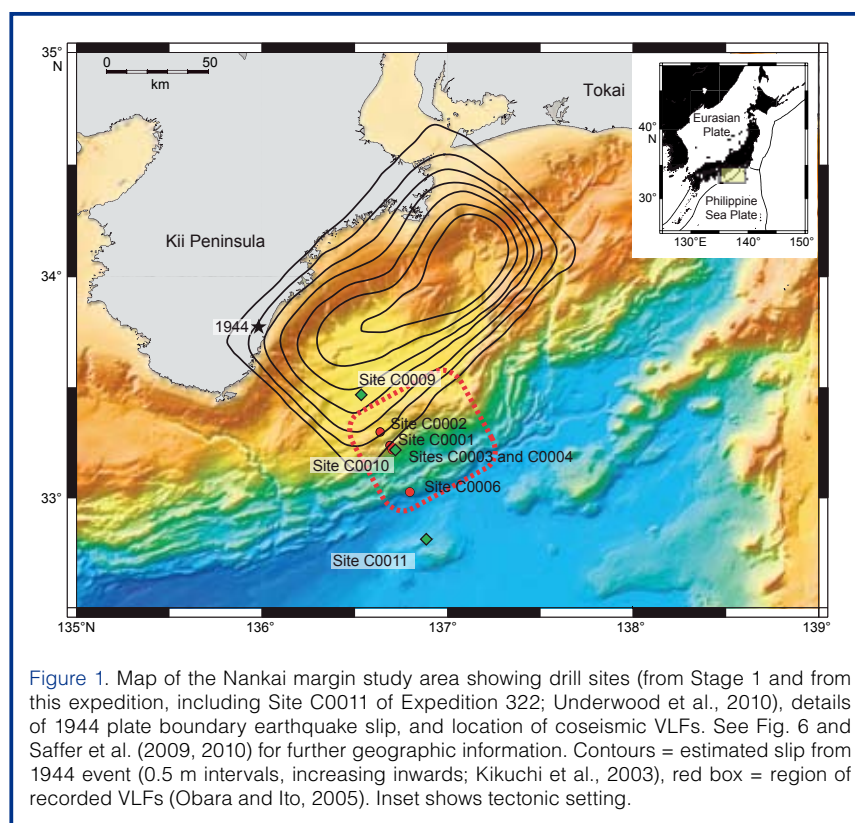 35°
N
0
50
km
Tokai
Eurasian
Plate
40°
N
30°
Philippine
Sea Plate
130°E
140°
150°
Kii Peninsula
34°
1944
Site C0009
Site C0002
Site C0001
Site C0010
Sites C0003 and C0004
33°
Site C0006
Site C0011
135°N
136°
137°
138°
139°
Figure 1. Map of the Nankai margin study area showing drill sites (from Stage 1 and from
this expedition, including Site C0011 of Expedition 322; Underwood et al., 2010), details
of 1944 plate boundary earthquake slip, and location of coseismic VLFs. See Fig. 6 and
Saffer et al. (2009, 2010) for further geographic information. Contours = estimated slip from
1944 event (0.5 m intervals, increasing inwards; Kikuchi et al., 2003), red box = region of
recorded VLFs (Obara and Ito, 2005). Inset shows tectonic setting.